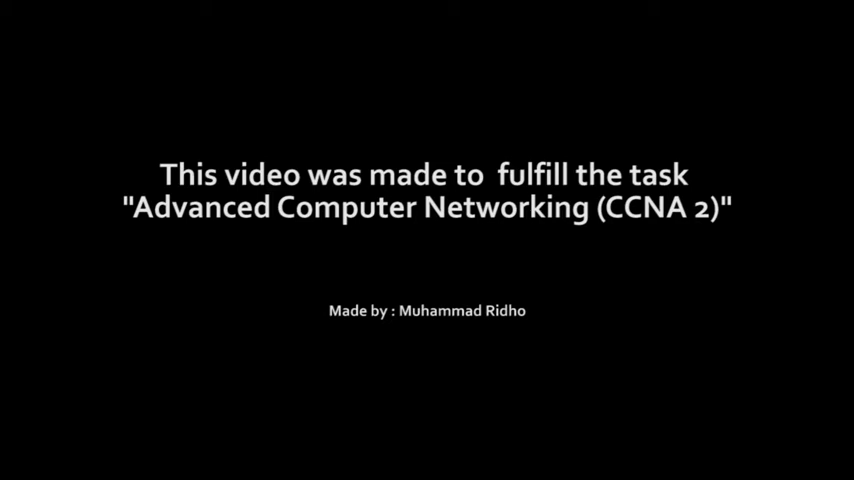 This video was made to  fulfill the task
"Advanced Computer Networking (CCNA 2)"
Made by : Muhammad Ridho